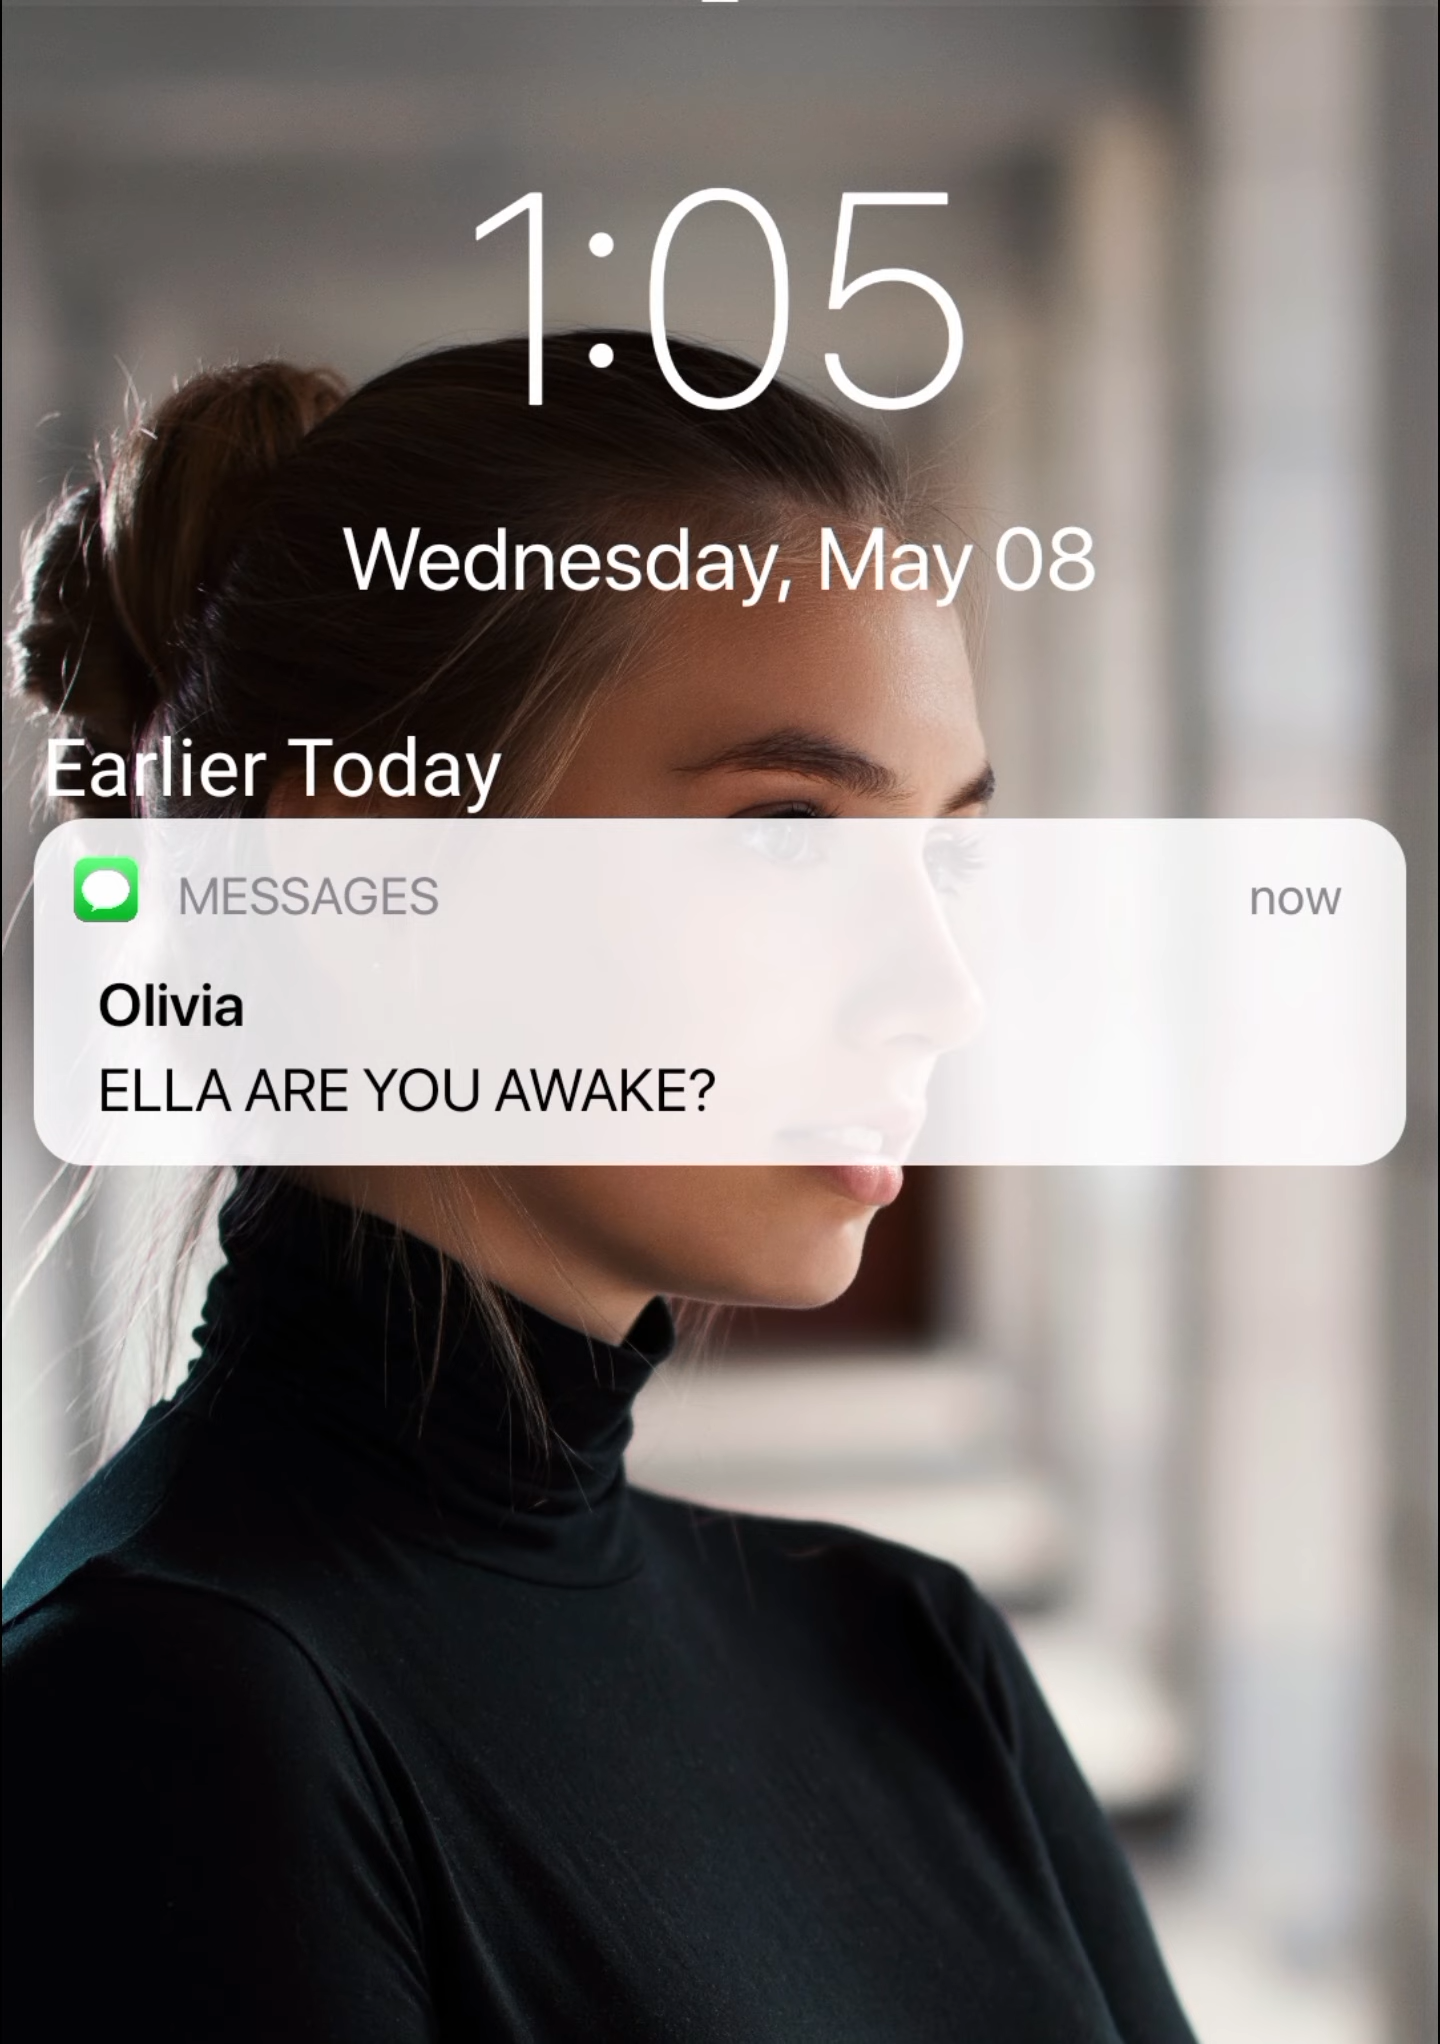 1:05
Wednesday, May 08
Earlier Today
MESSAGES now
Olivia
ELLA ARE YOU AWAKE?